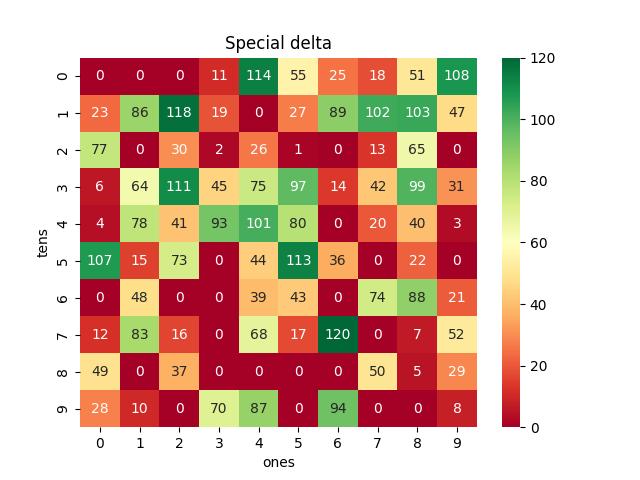 Special delta
0 0 0 0 11 114 55 25 18 51 108
1 23 86 118 19 0 27 89 102 103 47
2 77 0 30 2 26 1 0 13 65 0
3 6 64 111 45 75 97 14 42 99 31
4 4 78 41 93 101 80 0 20 40 3
5 107 15 73 0 44 113 36 0 22 0
6 0 48 0 0 39 43 0 74 88 21
7 12 83 16 0 68 17 120 0 7 52
8 49 0 37 0 0 0 0 50 5 29
9 28 10 0 70 87 0 94 0 0 8
0 1 2 3 4 5 6 7 8 9
ones
tens
120
100
80
60
40
20
0